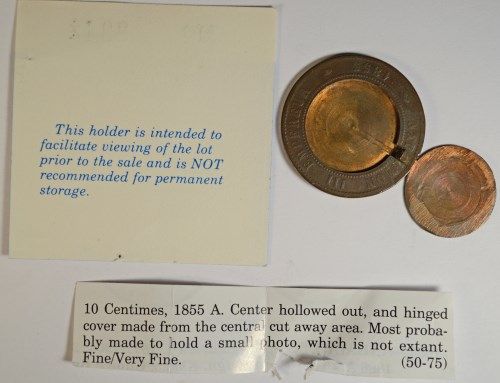 This holder is intended to
facilitate viewing of the lot
prior to the sale and is NOT
recommended for permanent
storage.
10 Centimes, 1855 A. Center hollowed out, and hinged
cover made from the central cut away area. Most proba-
bly made to hold a small photo, which is not extant.
Fine/Very Fine. (50-75)